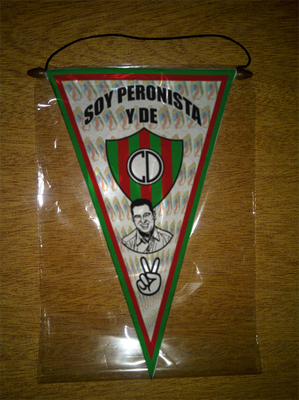 SOY PERONISTA
Y DE
CD